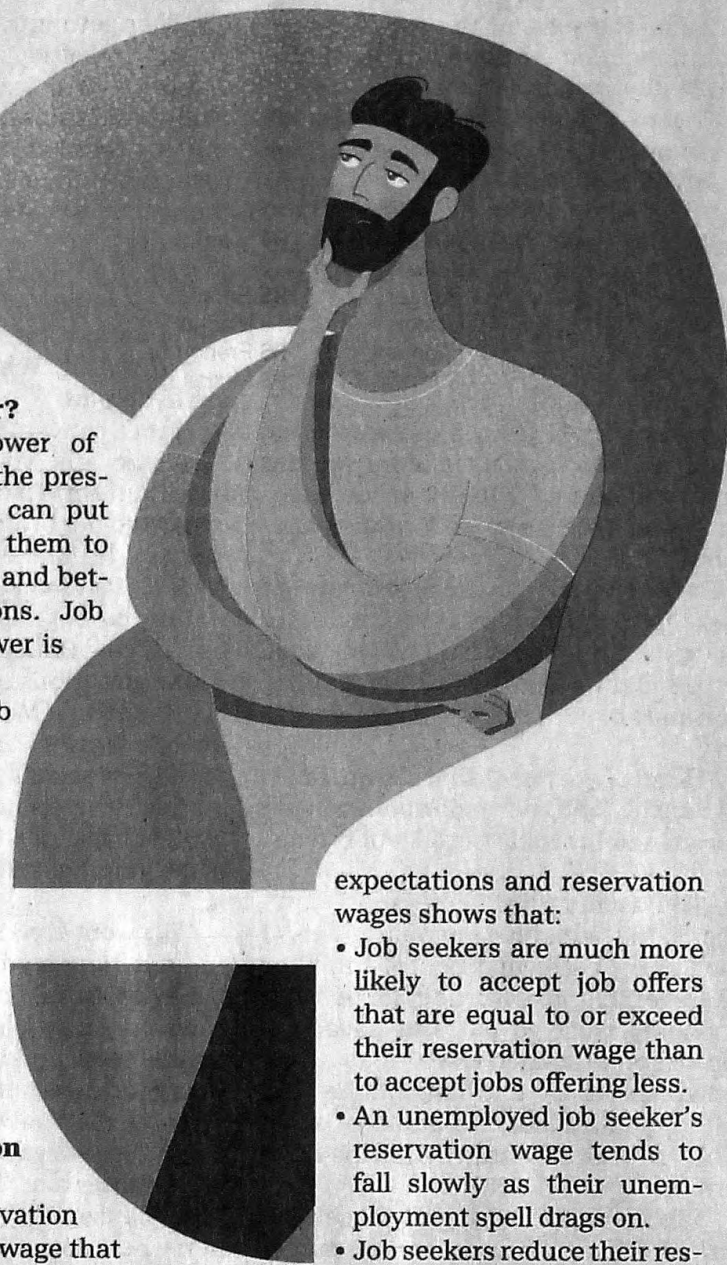 r?
ower of
the pres-
can put
them to
and bet-
ons. Job
wer is
b
on
vation
wage that
expectations and reservation
wages shows that:
• Job seekers are much more
likely to accept job offers
that are equal to or exceed
their reservation wage than
to accept jobs offering less.
• An unemployed job seeker's
reservation wage tends to
fall slowly as their unem-
ployment spell drags on.
• Job seekers reduce their res-